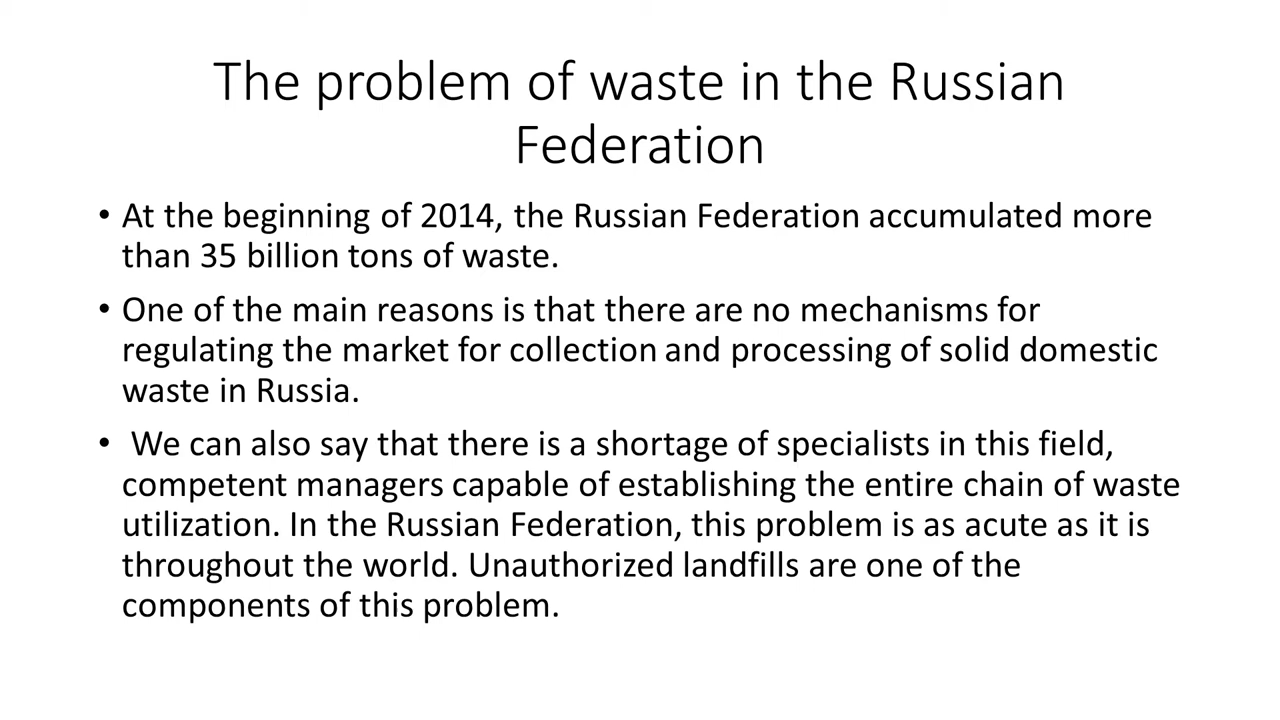 The problem of waste in the Russian
Federation
• At the beginning of 2014, the Russian Federation accumulated more
than 35 billion tons of waste.
• One of the main reasons is that there are no mechanisms for
regulating the market for collection and processing of solid domestic
waste in Russia.
• We can also say that there is a shortage of specialists in this field,
competent managers capable of establishing the entire chain of waste
utilization. In the Russian Federation, this problem is as acute as it is
throughout the world. Unauthorized landfills are one of the
components of this problem.